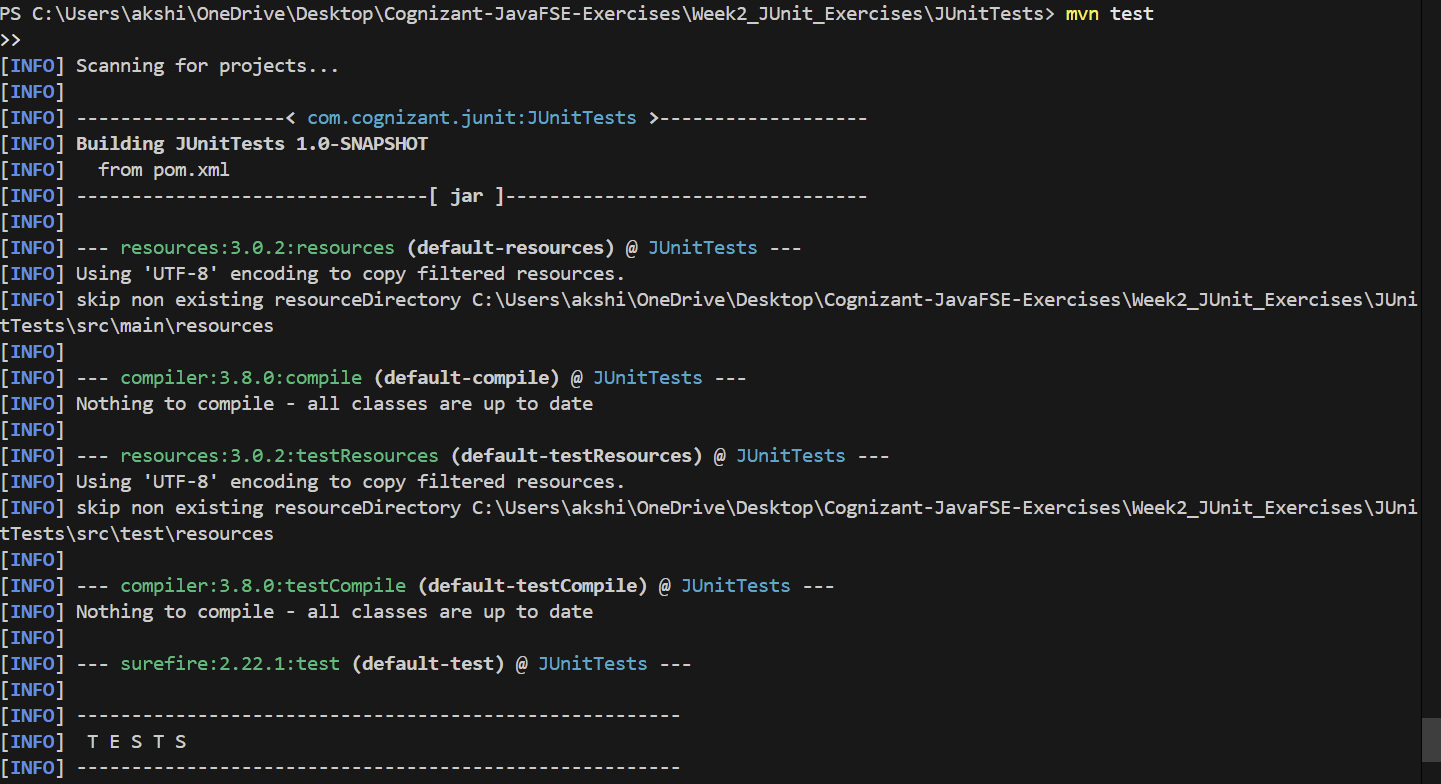 PS C:\Users\akshi\OneDrive\Desktop\Cognizant-JavaFSE-Exercises\Week2_JUnit_Exercises\JUnitTests> mvn test
>>
[INFO] Scanning for projects...
[INFO]
[INFO] -------------------< com.cognizant.junit:JUnitTests >-------------------
[INFO] Building JUnitTests 1.0-SNAPSHOT
[INFO]   from pom.xml
[INFO] --------------------------------[ jar ]---------------------------------
[INFO]
[INFO] --- resources:3.0.2:resources (default-resources) @ JUnitTests ---
[INFO] Using 'UTF-8' encoding to copy filtered resources.
[INFO] skip non existing resourceDirectory C:\Users\akshi\OneDrive\Desktop\Cognizant-JavaFSE-Exercises\Week2_JUnit_Exercises\JUni
tTests\src\main\resources
[INFO]
[INFO] --- compiler:3.8.0:compile (default-compile) @ JUnitTests ---
[INFO] Nothing to compile - all classes are up to date
[INFO]
[INFO] --- resources:3.0.2:testResources (default-testResources) @ JUnitTests ---
[INFO] Using 'UTF-8' encoding to copy filtered resources.
[INFO] skip non existing resourceDirectory C:\Users\akshi\OneDrive\Desktop\Cognizant-JavaFSE-Exercises\Week2_JUnit_Exercises\JUni
tTests\src\test\resources
[INFO]
[INFO] --- compiler:3.8.0:testCompile (default-testCompile) @ JUnitTests ---
[INFO] Nothing to compile - all classes are up to date
[INFO]
[INFO] --- surefire:2.22.1:test (default-test) @ JUnitTests ---
[INFO]
[INFO] -------------------------------------------------------
[INFO]  T E S T S
[INFO] -------------------------------------------------------